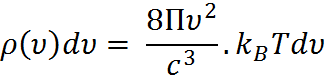 ρ(υ)dυ = 8Πυ²/c³ . k_B T dυ